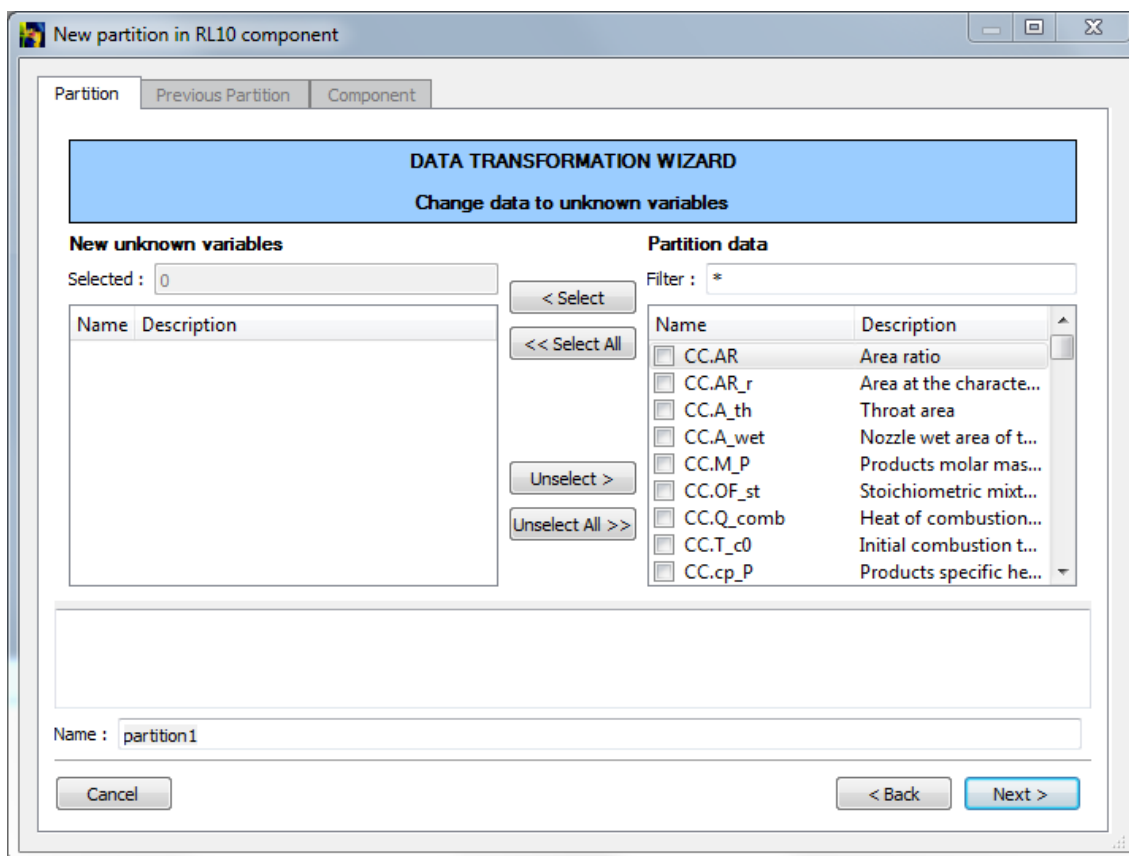 New partition in RL10 component
Partition Previous Partition Component
DATA TRANSFORMATION WIZARD
Change data to unknown variables
New unknown variables
Selected : 0
Name Description
< Select
<< Select All
Unselect >
Unselect All >>
Partition data
Filter : *
Name Description
CC.AR Area ratio
CC.AR_r Area at the characte...
CC.A_th Throat area
CC.A_wet Nozzle wet area of t...
CC.M_P Products molar mas...
CC.OF_st Stoichiometric mixt...
CC.Q_comb Heat of combustion...
CC.T_c0 Initial combustion t...
CC.cp_P Products specific he...
Name : partition1
Cancel < Back Next >